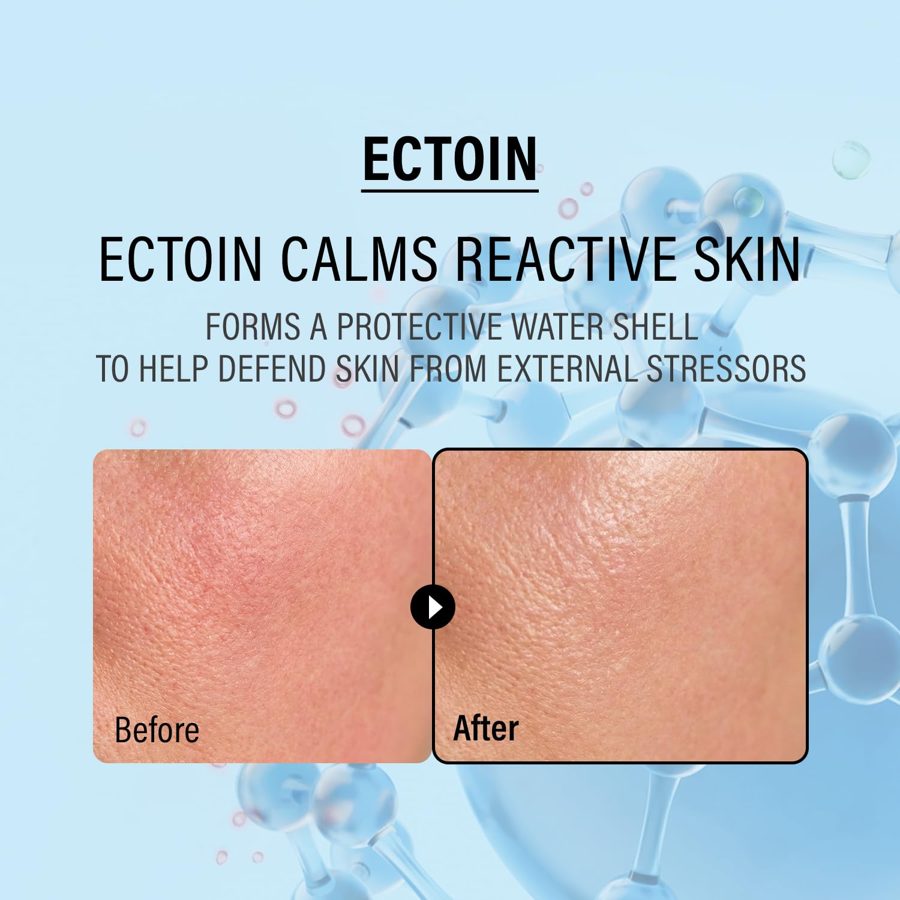 ECTOIN
ECTOIN CALMS REACTIVE SKIN
FORMS A PROTECTIVE WATER SHELL
TO HELP DEFEND SKIN FROM EXTERNAL STRESSORS
Before
After